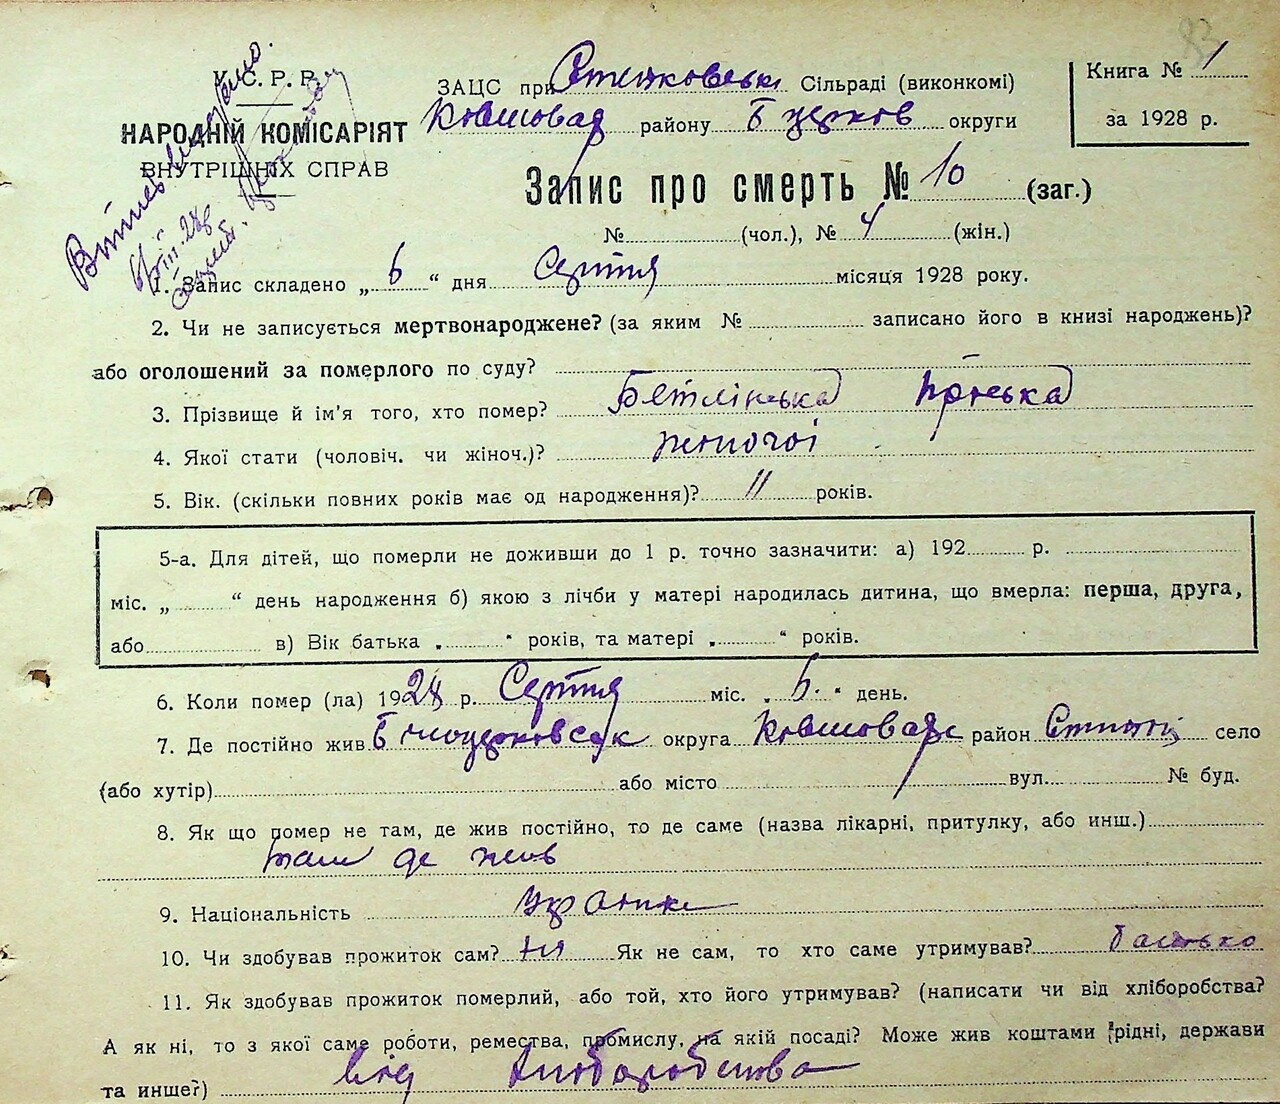 83
У. С. Р. Р.
НАРОДНІЙ КОМІСАРІЯТ
ВНУТРІШНІХ СПРАВ
ЗАЦС при Сільраді (виконкомі)
району округи
Книга № 1
за 1928 р.
Запис про смерть № 10 (заг.)
№ (чол.), № 4 (жін.)
1. Запис складено „ 6 “ дня Серпня місяця 1928 року.
2. Чи не записується мертвонароджене? (за яким № записано його в книзі народжень)?
або оголошений за померлого по суду?
3. Прізвище й ім'я того, хто помер?
4. Якої стати (чоловіч. чи жіноч.)? жіночої
5. Вік. (скільки повних років має од народження)? 11 років.
5-а. Для дітей, що померли не доживши до 1 р. точно зазначити: а) 192 р.
міс. „ “ день народження б) якою з лічби у матері народилась дитина, що вмерла: перша, друга,
або в) Вік батька „ “ років, та матері „ “ років.
6. Коли помер (ла) 1928 р. Серпня міс. „ 6. “ день.
7. Де постійно жив округа район село
(або хутір) або місто вул. № буд.
8. Як що помер не там, де жив постійно, то де саме (назва лікарні, притулку, або инш.)
там де жив
9. Національність
10. Чи здобував прожиток сам? Ні Як не сам, то хто саме утримував? батько
11. Як здобував прожиток померлий, або той, хто його утримував? (написати чи від хліборобства?
А як ні, то з якої саме роботи, ремества, промислу, на якій посаді? Може жив коштами рідні, держави
та инше?) від хліборобства